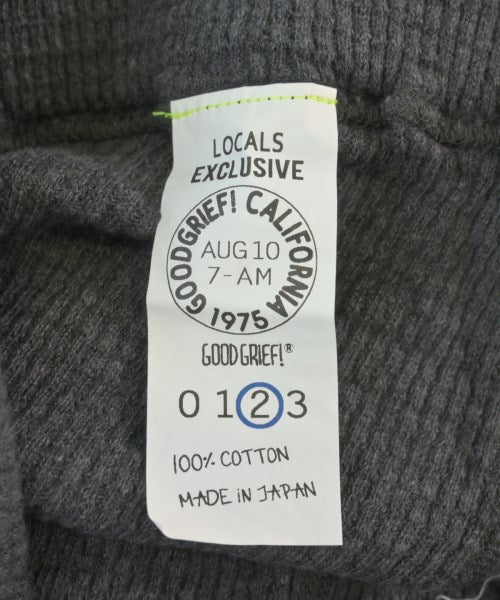 LOCALS
EXCLUSIVE
GOODGRIEF! CALIFORNIA
AUG 10
7-AM
1975
GOOD GRIEF!®
0 1 2 3
100% COTTON
MADE iN JAPAN